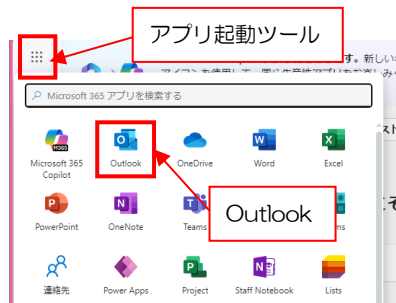 アプリ起動ツール
す。新しい
Microsoft 365 アプリを検索する
Microsoft 365
Copilot
Outlook
OneDrive
Word
Excel
Outlook
PowerPoint
OneNote
Teams
連絡先
Power Apps
Project
Staff Notebook
Lists